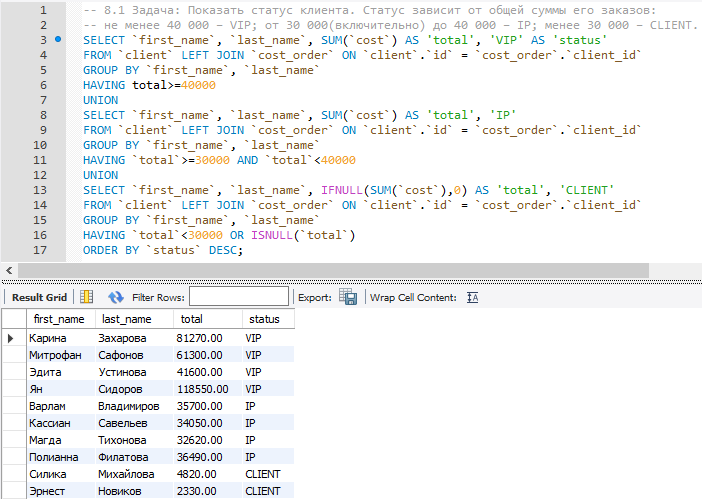 1 -- 8.1 Задача: Показать статус клиента. Статус зависит от общей суммы его заказов:
2 -- не менее 40 000 – VIP; от 30 000(включительно) до 40 000 – IP; менее 30 000 – CLIENT.
3 SELECT `first_name`, `last_name`, SUM(`cost`) AS 'total', 'VIP' AS 'status'
4 FROM `client` LEFT JOIN `cost_order` ON `client`.`id` = `cost_order`.`client_id`
5 GROUP BY `first_name`, `last_name`
6 HAVING total>=40000
7 UNION
8 SELECT `first_name`, `last_name`, SUM(`cost`) AS 'total', 'IP'
9 FROM `client` LEFT JOIN `cost_order` ON `client`.`id` = `cost_order`.`client_id`
10 GROUP BY `first_name`, `last_name`
11 HAVING `total`>=30000 AND `total`<40000
12 UNION
13 SELECT `first_name`, `last_name`, IFNULL(SUM(`cost`),0) AS 'total', 'CLIENT'
14 FROM `client` LEFT JOIN `cost_order` ON `client`.`id` = `cost_order`.`client_id`
15 GROUP BY `first_name`, `last_name`
16 HAVING `total`<30000 OR ISNULL(`total`)
17 ORDER BY `status` DESC;
Result Grid Filter Rows: Export: Wrap Cell Content:
first_name last_name total status
Карина Захарова 81270.00 VIP
Митрофан Сафонов 61300.00 VIP
Эдита Устинова 41600.00 VIP
Ян Сидоров 118550.00 VIP
Варлам Владимиров 35700.00 IP
Кассиан Савельев 34050.00 IP
Магда Тихонова 32620.00 IP
Полианна Филатова 36490.00 IP
Силика Михайлова 4820.00 CLIENT
Эрнест Новиков 2330.00 CLIENT